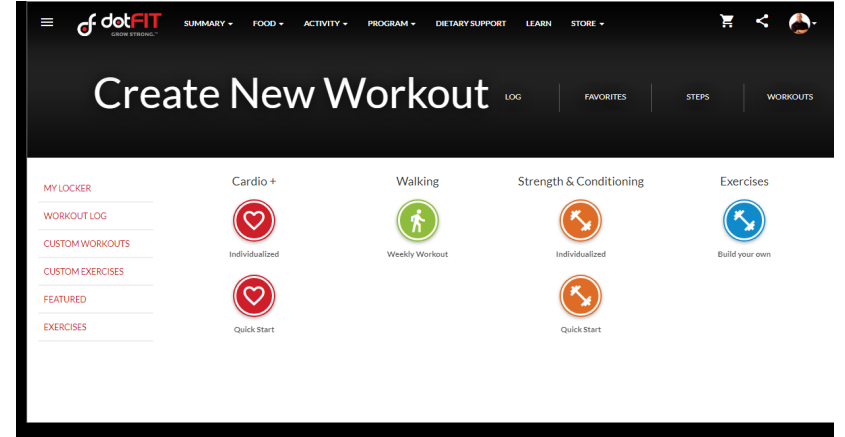 dotFIT
GROW STRONG.™
SUMMARY FOOD ACTIVITY PROGRAM DIETARY SUPPORT LEARN STORE
Create New Workout
LOG FAVORITES STEPS WORKOUTS
MY LOCKER
WORKOUT LOG
CUSTOM WORKOUTS
CUSTOM EXERCISES
FEATURED
EXERCISES
Cardio +
Individualized
Quick Start
Walking
Weekly Workout
Strength & Conditioning
Individualized
Quick Start
Exercises
Build your own